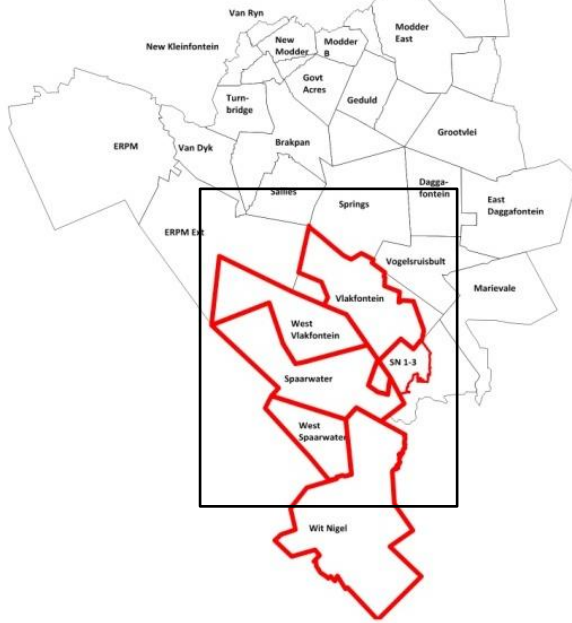 Van Ryn
New Kleinfontein
New
Modder
Modder
B
Modder
East
Govt
Acres
Geduld
Turn-
bridge
Grootvlei
ERPM
Van Dyk
Brakpan
Sallies
Springs
Dagga-
fontein
East
Daggafontein
ERPM Ext
Vogelsruisbult
Marievale
Vlakfontein
West
Vlakfontein
SN 1-3
Spaarwater
West
Spaarwater
Wit Nigel